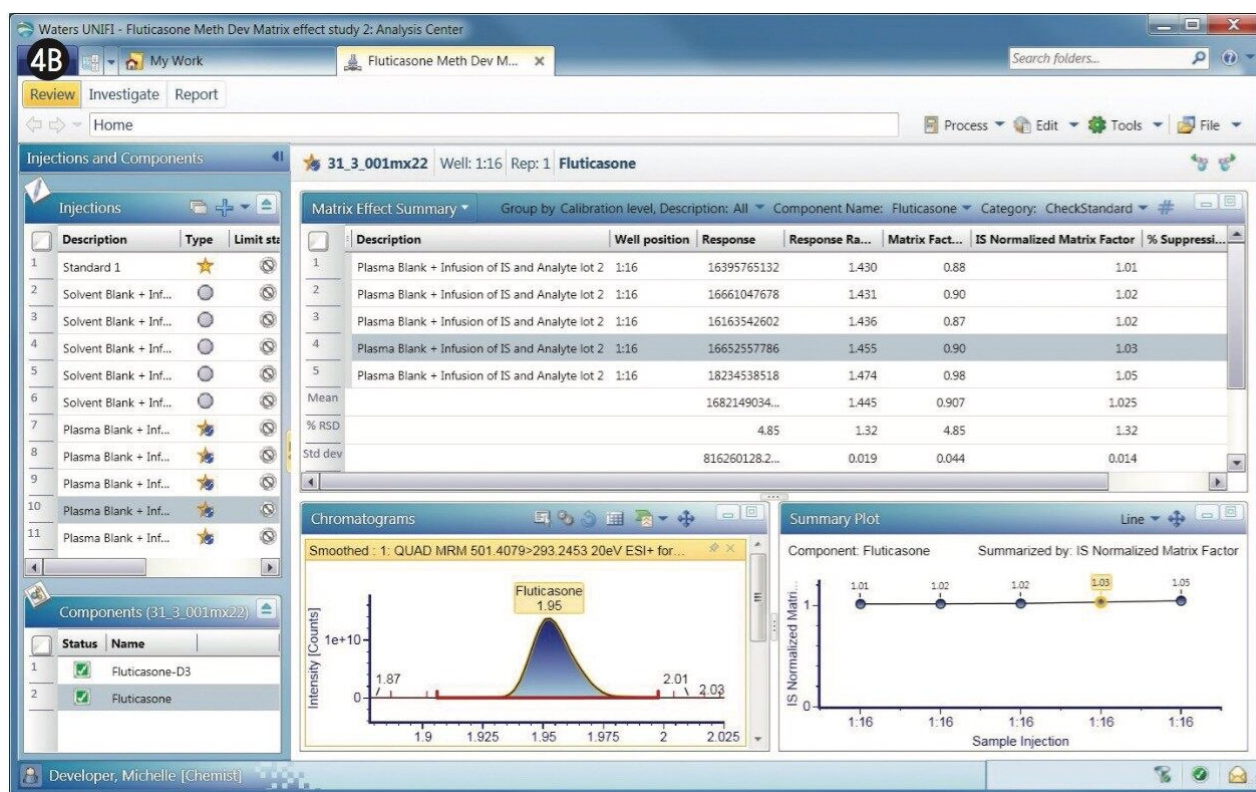 Waters UNIFI - Fluticasone Meth Dev Matrix effect study 2: Analysis Center
4B
My Work
Fluticasone Meth Dev M...
Search folders...
Review Investigate Report
Home
Process Edit Tools File
Injections and Components
31_3_001mx22 Well: 1:16 Rep: 1 Fluticasone
Injections
Description Type Limit sta
1 Standard 1
2 Solvent Blank + Inf...
3 Solvent Blank + Inf...
4 Solvent Blank + Inf...
5 Solvent Blank + Inf...
6 Solvent Blank + Inf...
7 Plasma Blank + Inf...
8 Plasma Blank + Inf...
9 Plasma Blank + Inf...
10 Plasma Blank + Inf...
11 Plasma Blank + Inf...
Components (31_3_001mx22)
Status Name
1 Fluticasone-D3
2 Fluticasone
Matrix Effect Summary Group by Calibration level, Description: All Component Name: Fluticasone Category: CheckStandard
Description Well position Response Response Ra... Matrix Fact... IS Normalized Matrix Factor % Suppressi...
1 Plasma Blank + Infusion of IS and Analyte lot 2 1:16 16395765132 1.430 0.88 1.01
2 Plasma Blank + Infusion of IS and Analyte lot 2 1:16 16661047678 1.431 0.90 1.02
3 Plasma Blank + Infusion of IS and Analyte lot 2 1:16 16163542602 1.436 0.87 1.02
4 Plasma Blank + Infusion of IS and Analyte lot 2 1:16 16652557786 1.455 0.90 1.03
5 Plasma Blank + Infusion of IS and Analyte lot 2 1:16 18234538518 1.474 0.98 1.05
Mean 1682149034... 1.445 0.907 1.025
% RSD 4.85 1.32 4.85 1.32
Std dev 816260128.2... 0.019 0.044 0.014
Chromatograms
Smoothed : 1: QUAD MRM 501.4079>293.2453 20eV ESI+ for...
Fluticasone
1.95
Intensity [Counts]
1e+10
0
1.87
2.01
2.03
1.9 1.925 1.95 1.975 2 2.025
Summary Plot
Line
Component: Fluticasone Summarized by: IS Normalized Matrix Factor
IS Normalized Matri...
1.01 1.02 1.02 1.03 1.05
1
0
1:16 1:16 1:16 1:16 1:16
Sample Injection
Developer, Michelle [Chemist]